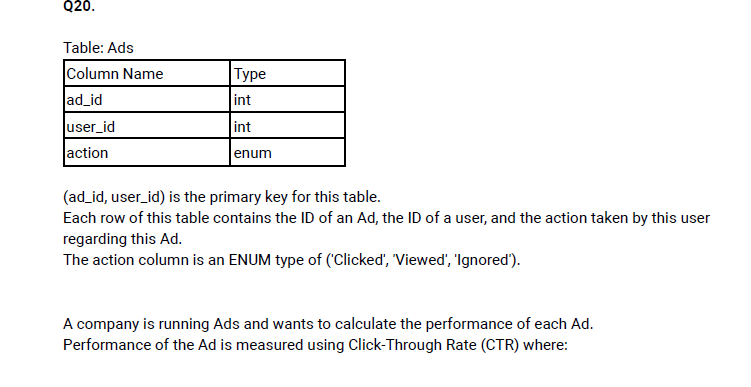 Q20.
Table: Ads
Column Name Type
ad_id int
user_id int
action enum
(ad_id, user_id) is the primary key for this table.
Each row of this table contains the ID of an Ad, the ID of a user, and the action taken by this user
regarding this Ad.
The action column is an ENUM type of ('Clicked', 'Viewed', 'Ignored').
A company is running Ads and wants to calculate the performance of each Ad.
Performance of the Ad is measured using Click-Through Rate (CTR) where: